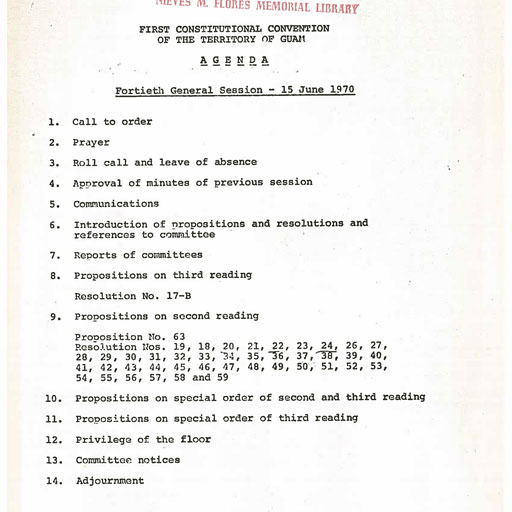 NIEVES M. FLORES MEMORIAL LIBRARY
FIRST CONSTITUTIONAL CONVENTION
OF THE TERRITORY OF GUAM
A G E N D A
Fortieth General Session - 15 June 1970
1. Call to order
2. Prayer
3. Roll call and leave of absence
4. Approval of minutes of previous session
5. Communications
6. Introduction of propositions and resolutions and
references to committee
7. Reports of committees
8. Propositions on third reading
Resolution No. 17-B
9. Propositions on second reading
Proposition No. 63
Resolution Nos. 19, 18, 20, 21, 22, 23, 24, 26, 27,
28, 29, 30, 31, 32, 33, 34, 35, 36, 37, 38, 39, 40,
41, 42, 43, 44, 45, 46, 47, 48, 49, 50, 51, 52, 53,
54, 55, 56, 57, 58 and 59
10. Propositions on special order of second and third reading
11. Propositions on special order of third reading
12. Privilege of the floor
13. Committee notices
14. Adjournment